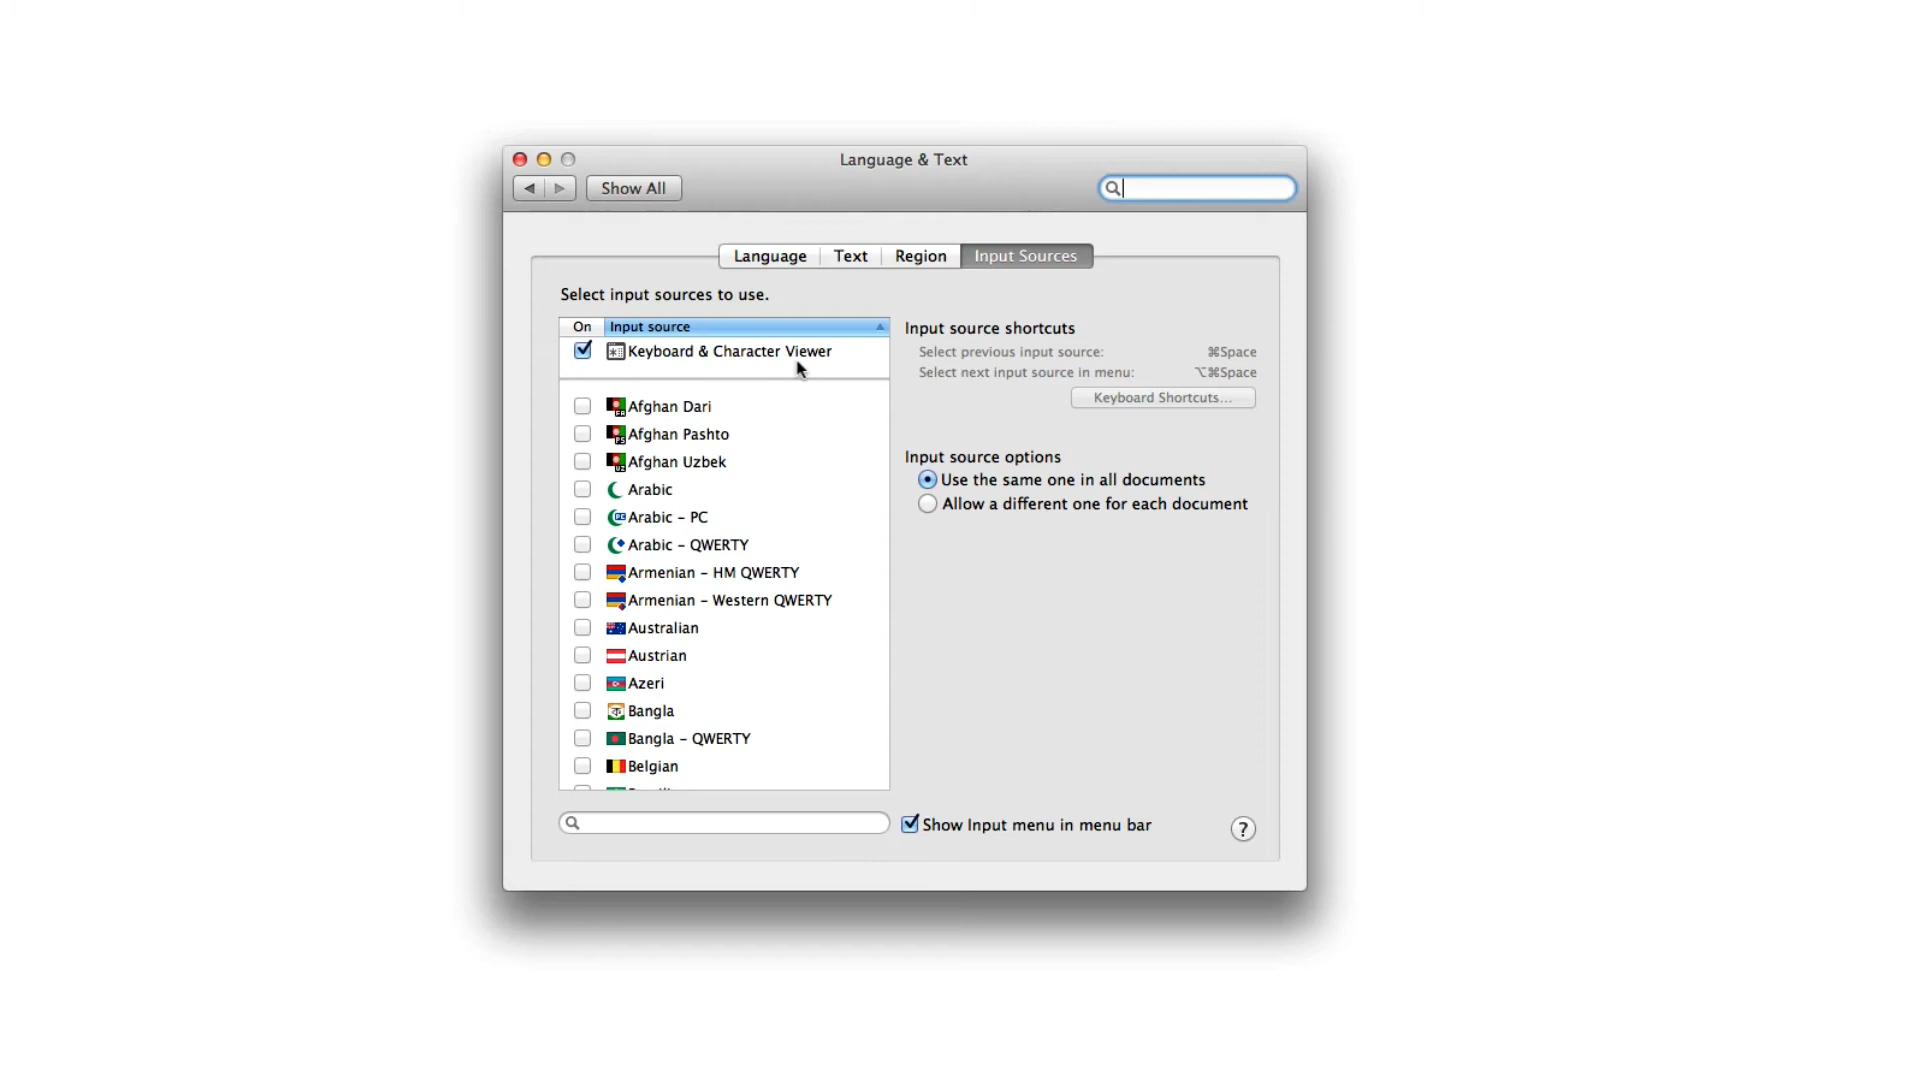 Language & Text
Show All
Language Text Region Input Sources
Select input sources to use.
On Input source
Keyboard & Character Viewer
Afghan Dari
Afghan Pashto
Afghan Uzbek
Arabic
Arabic – PC
Arabic – QWERTY
Armenian – HM QWERTY
Armenian – Western QWERTY
Australian
Austrian
Azeri
Bangla
Bangla – QWERTY
Belgian
Input source shortcuts
Select previous input source: ⌘Space
Select next input source in menu: ⌥⌘Space
Keyboard Shortcuts...
Input source options
Use the same one in all documents
Allow a different one for each document
Show Input menu in menu bar
?